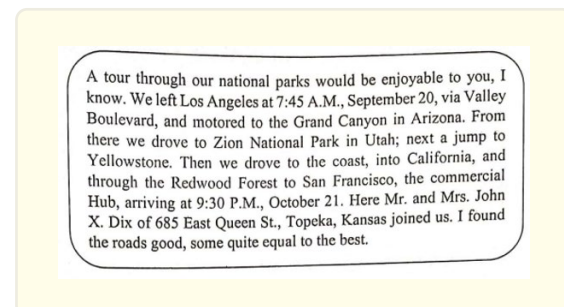 A tour through our national parks would be enjoyable to you, I
know. We left Los Angeles at 7:45 A.M., September 20, via Valley
Boulevard, and motored to the Grand Canyon in Arizona. From
there we drove to Zion National Park in Utah; next a jump to
Yellowstone. Then we drove to the coast, into California, and
through the Redwood Forest to San Francisco, the commercial
Hub, arriving at 9:30 P.M., October 21. Here Mr. and Mrs. John
X. Dix of 685 East Queen St., Topeka, Kansas joined us. I found
the roads good, some quite equal to the best.